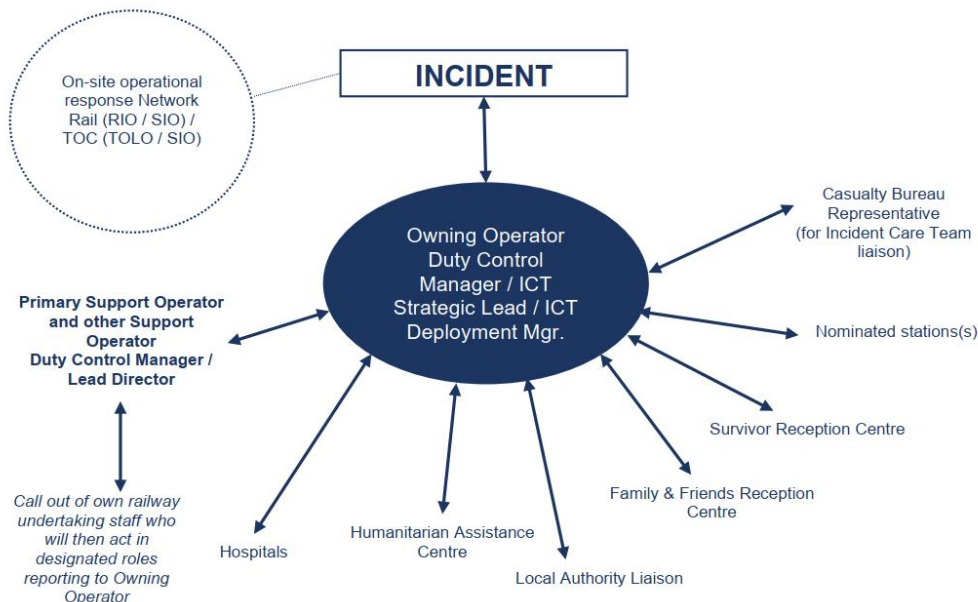 On-site operational
response Network
Rail (RIO / SIO) /
TOC (TOLO / SIO)
INCIDENT
Owning Operator
Duty Control
Manager / ICT
Strategic Lead / ICT
Deployment Mgr.
Casualty Bureau
Representative
(for Incident Care Team
liaison)
Primary Support Operator
and other Support
Operator
Duty Control Manager /
Lead Director
Nominated stations(s)
Survivor Reception Centre
Family & Friends Reception
Centre
Call out of own railway
undertaking staff who
will then act in
designated roles
reporting to Owning
Operator
Hospitals
Humanitarian Assistance
Centre
Local Authority Liaison